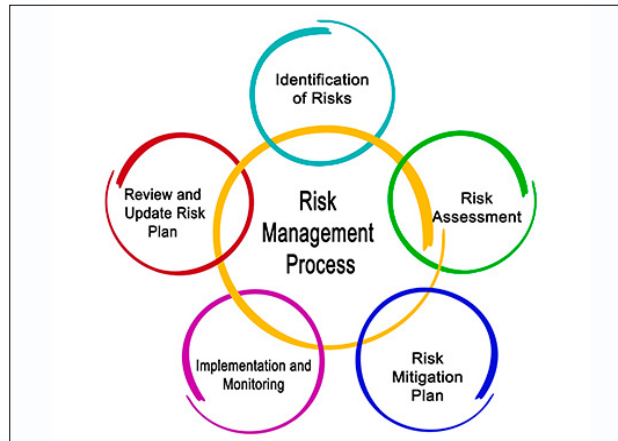 Identification
of Risks
Risk
Assessment
Risk
Mitigation
Plan
Implementation and
Monitoring
Review and
Update Risk
Plan
Risk
Management
Process